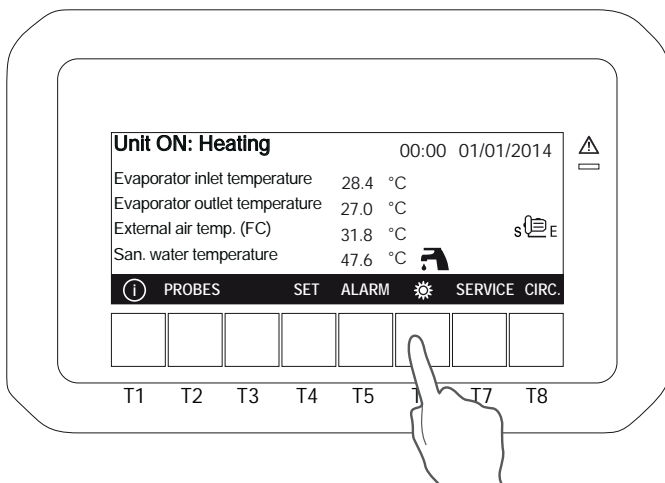 Unit ON: Heating 00:00 01/01/2014
Evaporator inlet temperature 28.4 °C
Evaporator outlet temperature 27.0 °C
External air temp. (FC) 31.8 °C
S E
San. water temperature 47.6 °C
i PROBES SET ALARM SERVICE CIRC.
T1 T2 T3 T4 T5 T T7 T8